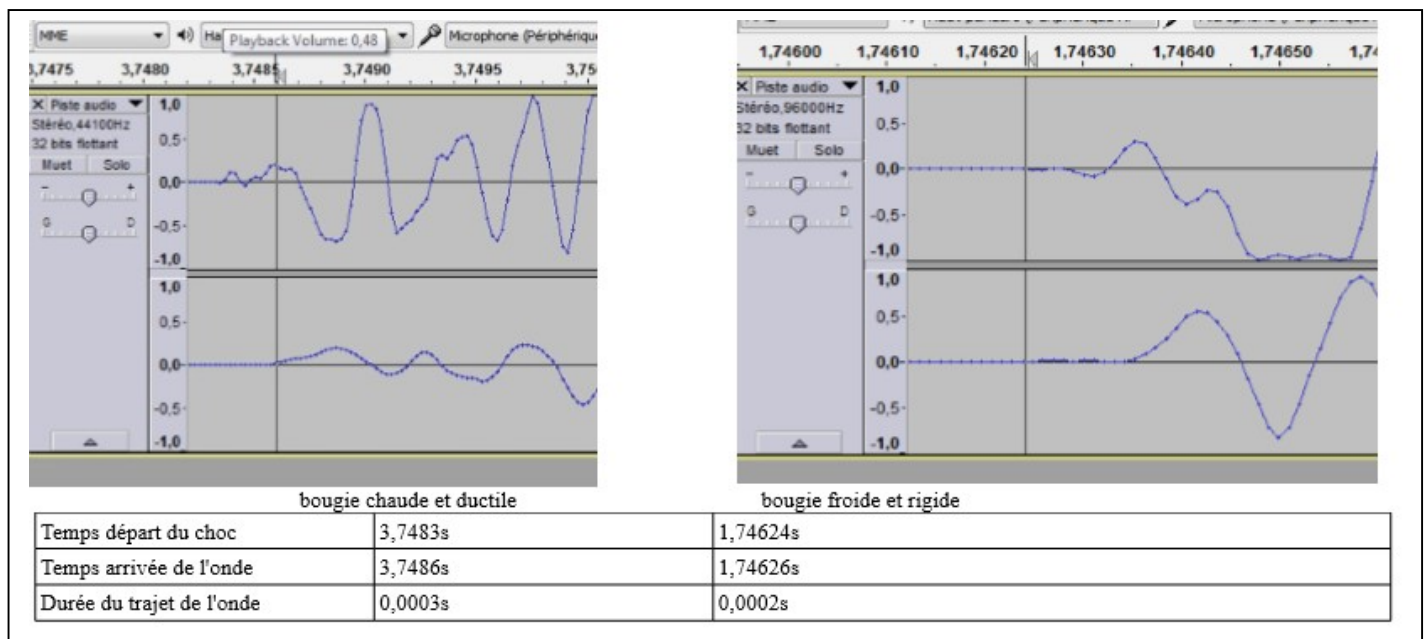 MME
Ha
Playback Volume: 0,48
Microphone (Périphérique
3,7475 3,7480 3,7485 3,7490 3,7495 3,75
Piste audio
Stéréo,44100Hz
32 bits flottant
Muet Solo
- +
G D
1,0
0,5
0,0
-0,5
-1,0
1,0
0,5
0,0
-0,5
-1,0
1,74600 1,74610 1,74620 1,74630 1,74640 1,74650 1,74
Piste audio
Stéréo,96000Hz
32 bits flottant
Muet Solo
- +
G D
1,0
0,5
0,0
-0,5
-1,0
1,0
0,5
0,0
-0,5
-1,0
bougie chaude et ductile
bougie froide et rigide
Temps départ du choc 3,7483s 1,74624s
Temps arrivée de l'onde 3,7486s 1,74626s
Durée du trajet de l'onde 0,0003s 0,0002s